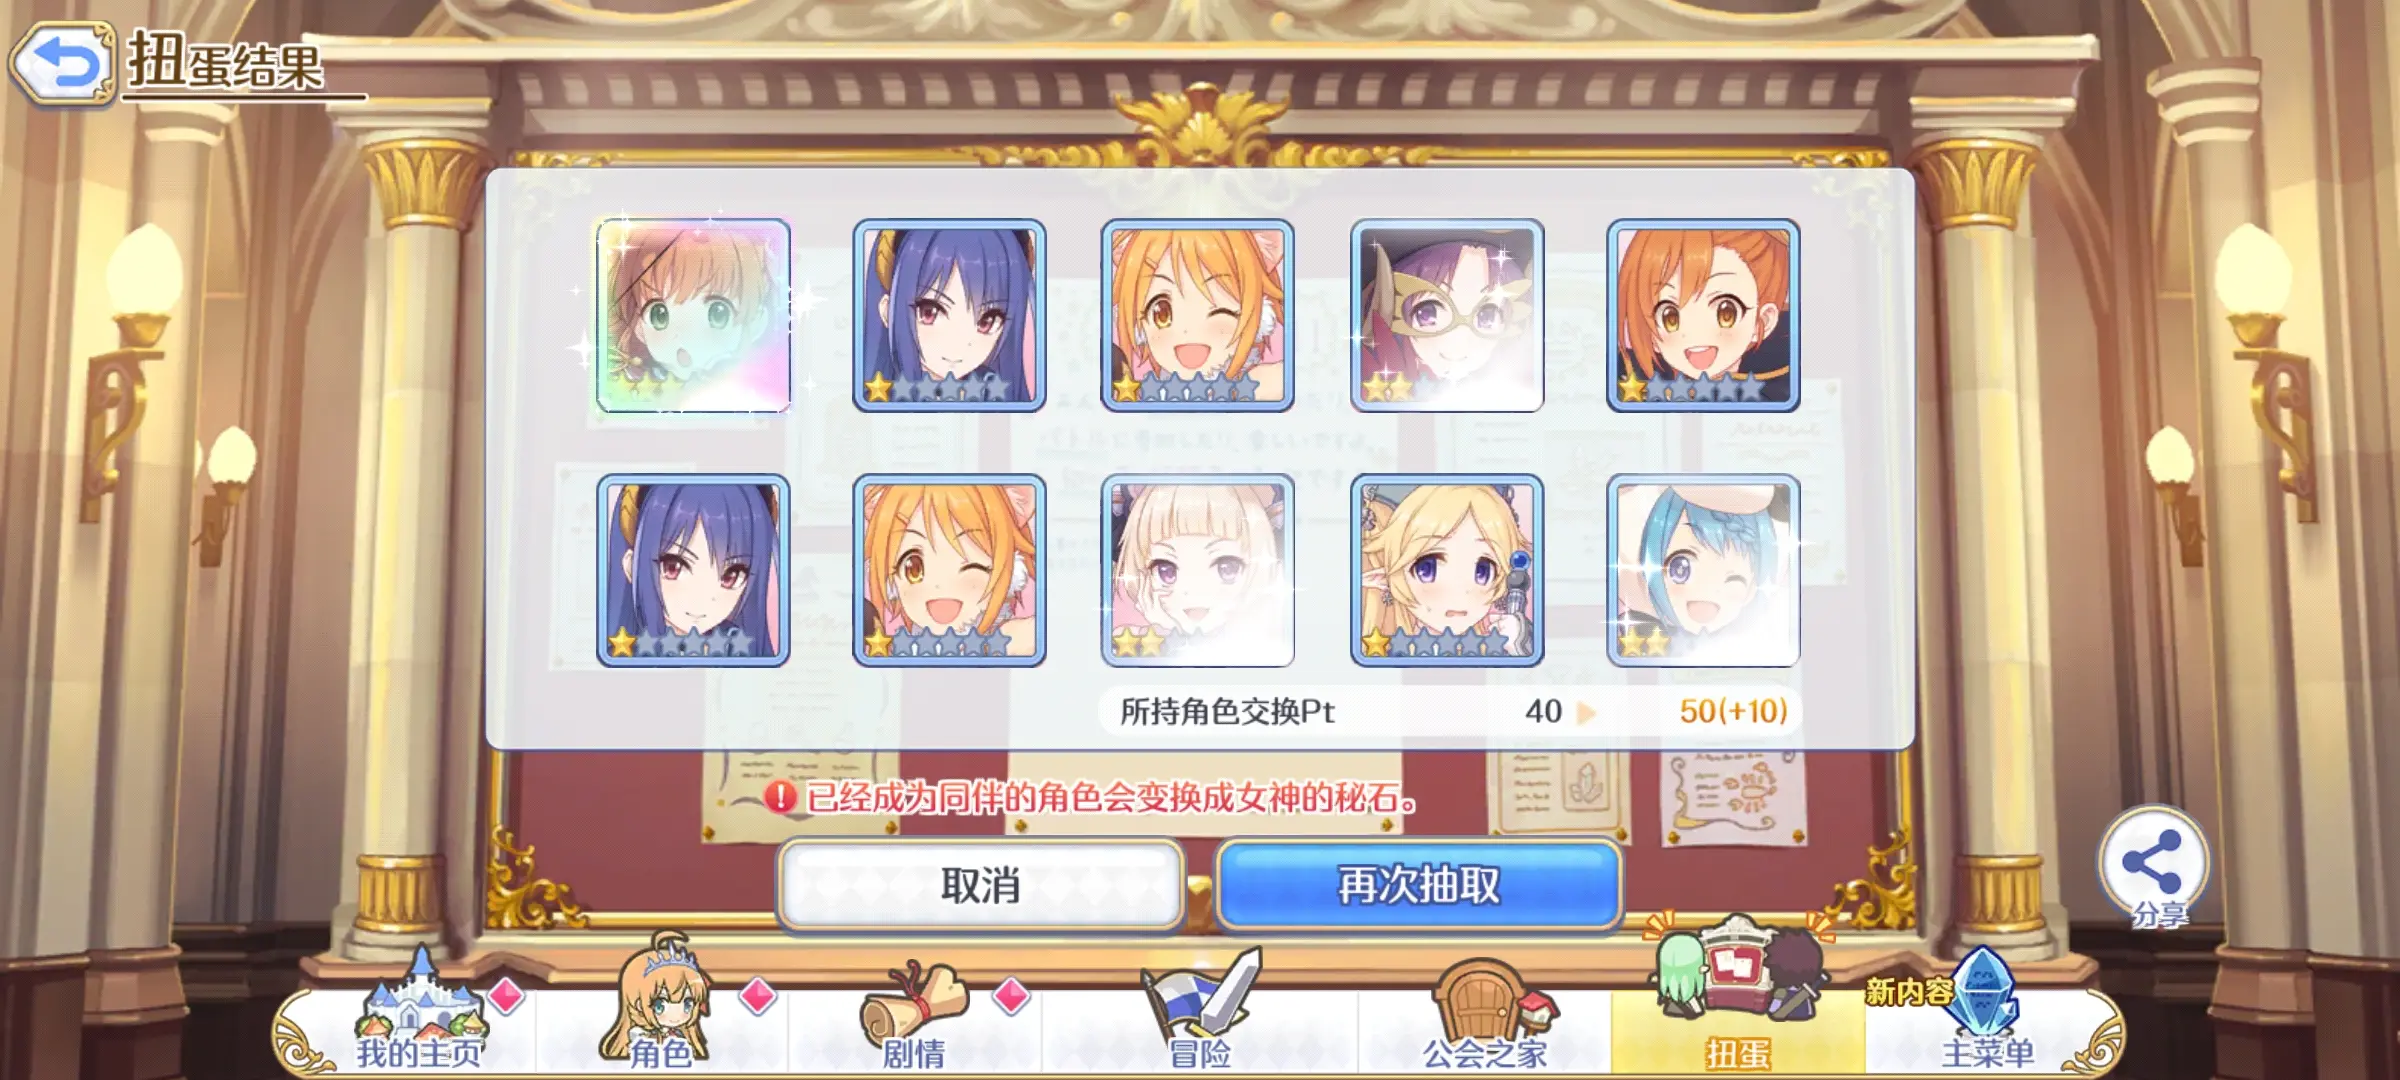 扭蛋结果
所持角色交换Pt 40 50(+10)
已经成为同伴的角色会变换成女神的秘石。
取消
再次抽取
分享
新内容
我的主页
角色
剧情
冒险
公会之家
扭蛋
主菜单